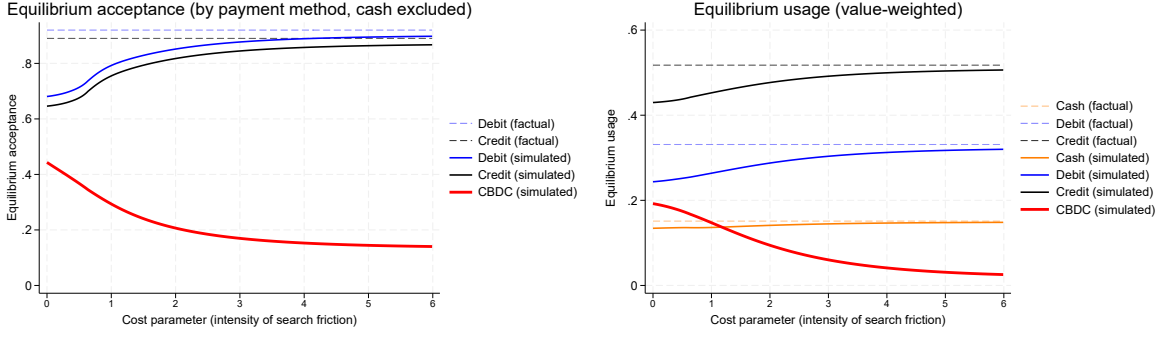 Equilibrium acceptance (by payment method, cash excluded)
Equilibrium acceptance
.8
.6
.4
.2
0
0 1 2 3 4 5 6
Cost parameter (intensity of search friction)
Debit (factual)
Credit (factual)
Debit (simulated)
Credit (simulated)
CBDC (simulated)
Equilibrium usage (value-weighted)
Equilibrium usage
.6
.4
.2
0
0 1 2 3 4 5 6
Cost parameter (intensity of search friction)
Cash (factual)
Debit (factual)
Credit (factual)
Cash (simulated)
Debit (simulated)
Credit (simulated)
CBDC (simulated)